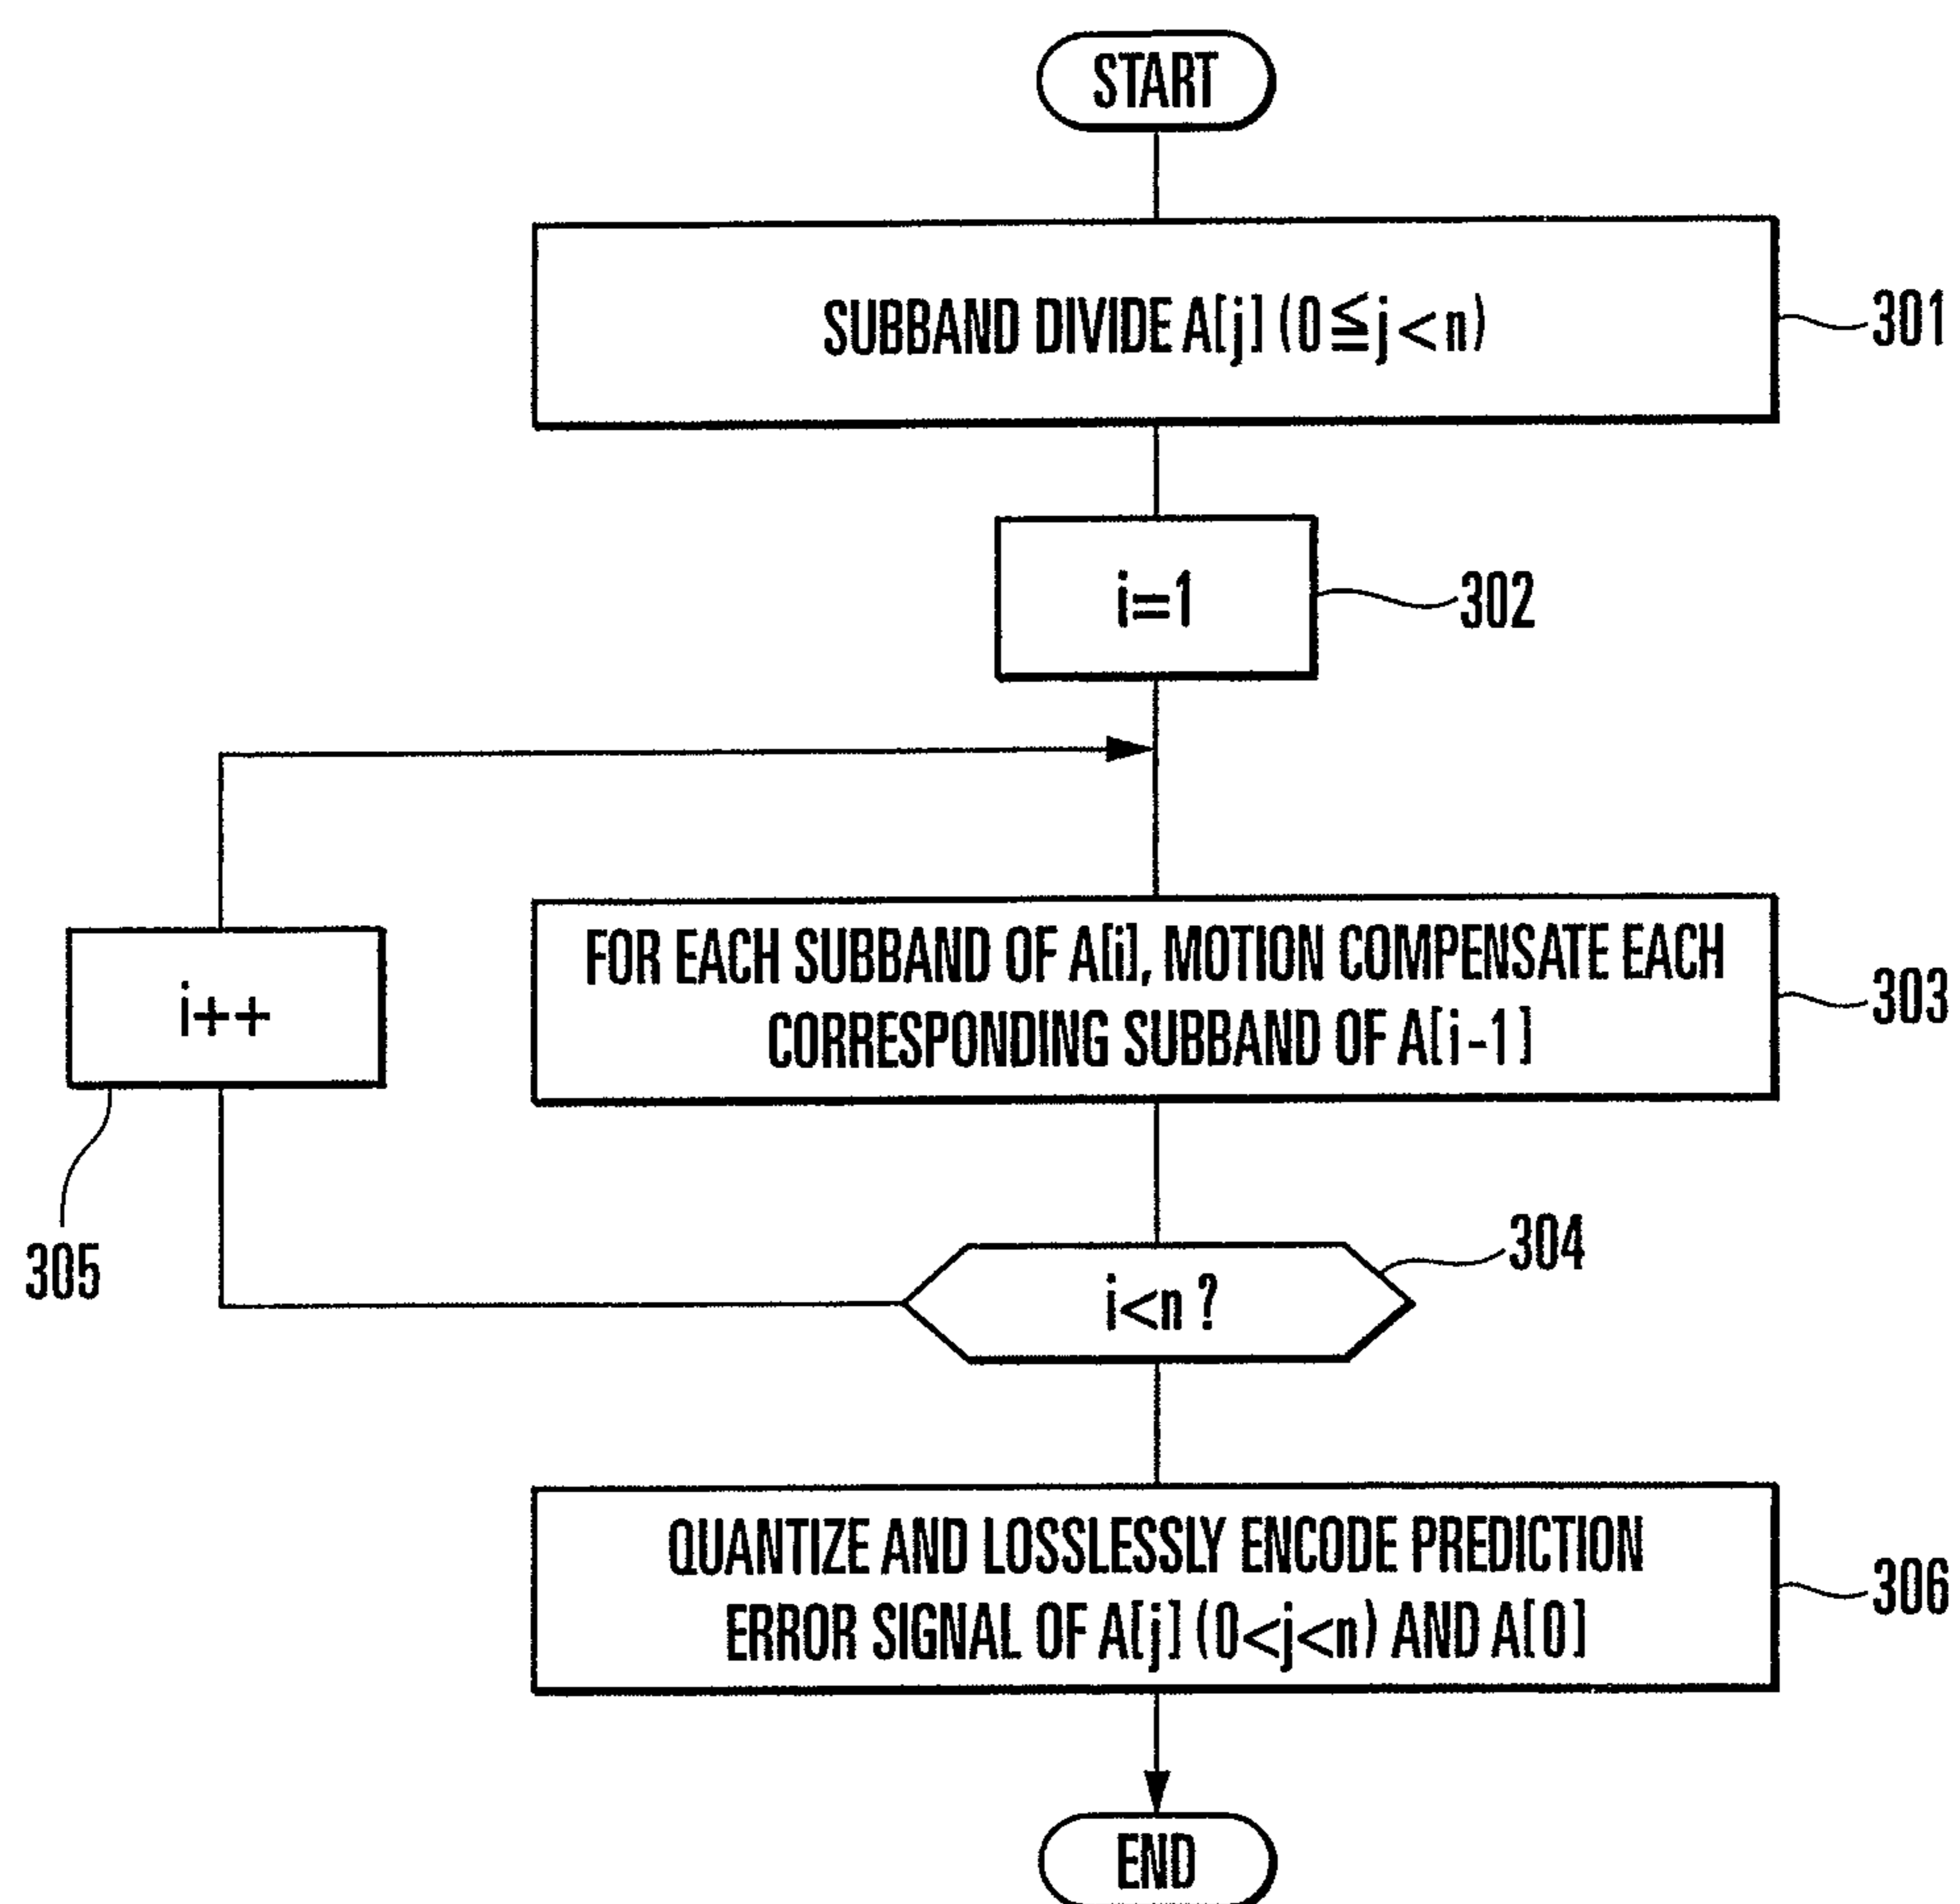 START
SUBBAND DIVIDE A[j] (0≦j<n)
301
i=1
302
FOR EACH SUBBAND OF A[i], MOTION COMPENSATE EACH
CORRESPONDING SUBBAND OF A[i-1]
303
i++
305
i<n ?
304
QUANTIZE AND LOSSLESSLY ENCODE PREDICTION
ERROR SIGNAL OF A[j] (0<j<n) AND A[0]
306
END